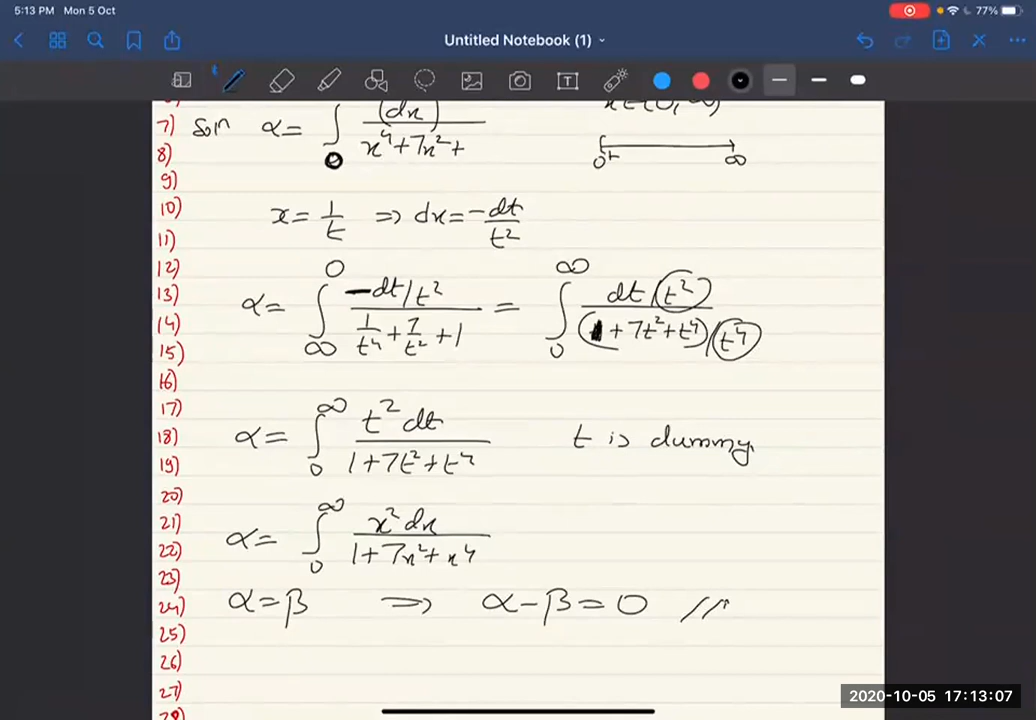 5:13 PM Mon 5 Oct 77%
Untitled Notebook (1)
7) Soln α = ∫ (dx)
8) 0 x⁴+7x²+ 0+ ∞
9)
10) x = 1/t ⇒ dx = -dt/t²
11)
12) 0 ∞
13) α = ∫ -dt/t² = ∫ dt (t²)
14) ∞ 1/t⁴ + 7/t² + 1 0 (1+7t²+t⁴)/t⁴
15)
16)
17) ∞ t² dt
18) α = ∫ t is dummy
19) 0 1+7t²+t⁴
20) ∞
21) x² dx
22) α = ∫ 1+7x²+x⁴
23) 0
24) α = β ⇒ α - β = 0 //
25)
26)
27)
28)
2020-10-05 17:13:07